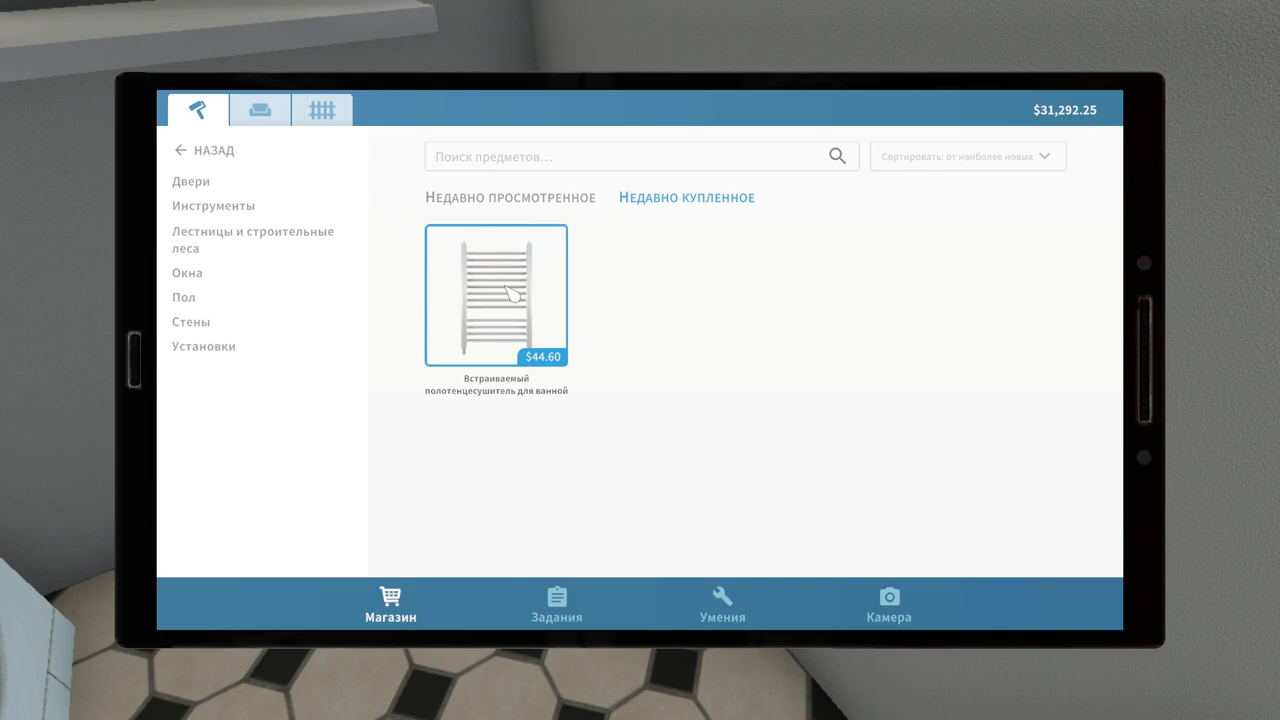 $31,292.25
НАЗАД
Двери
Инструменты
Лестницы и строительные
леса
Окна
Пол
Стены
Установки
Поиск предметов...
Сортировать: от наиболее новых
НЕДАВНО ПРОСМОТРЕННОЕ
НЕДАВНО КУПЛЕННОЕ
$44.60
Встраиваемый
полотенцесушитель для ванной
Магазин
Задания
Умения
Камера